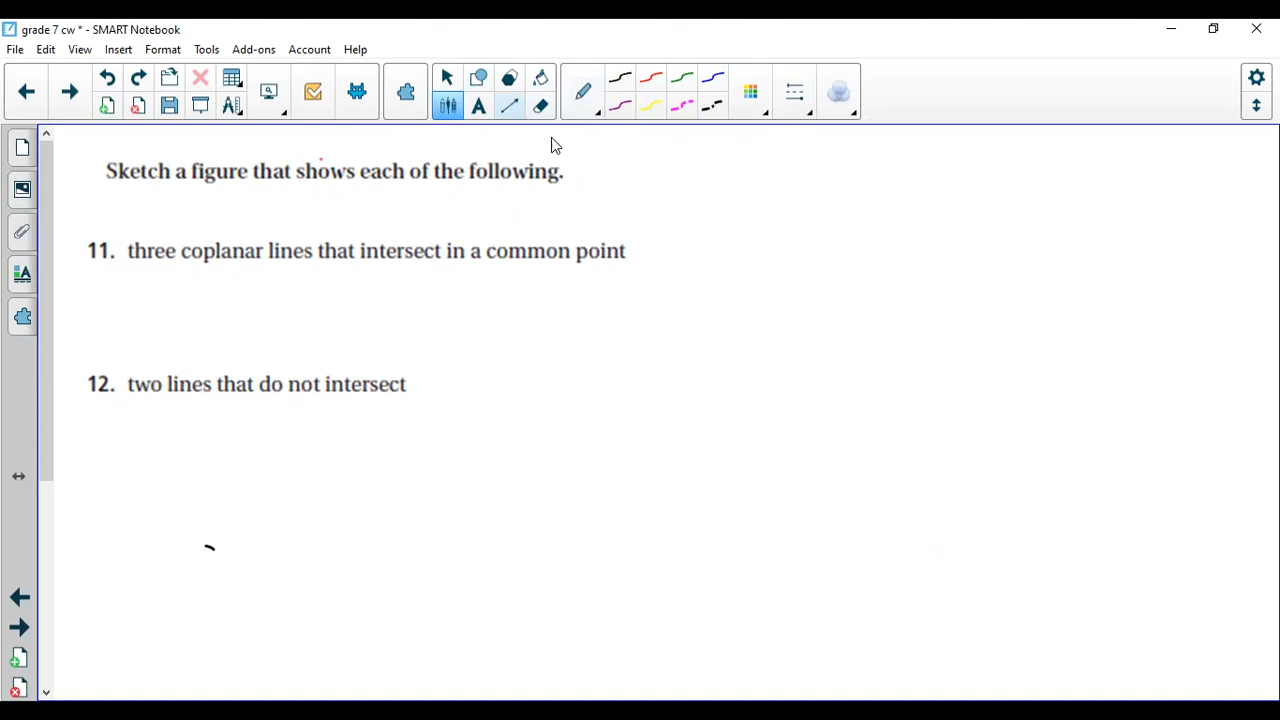 grade 7 cw * - SMART Notebook
File Edit View Insert Format Tools Add-ons Account Help
Sketch a figure that shows each of the following.
11. three coplanar lines that intersect in a common point
12. two lines that do not intersect